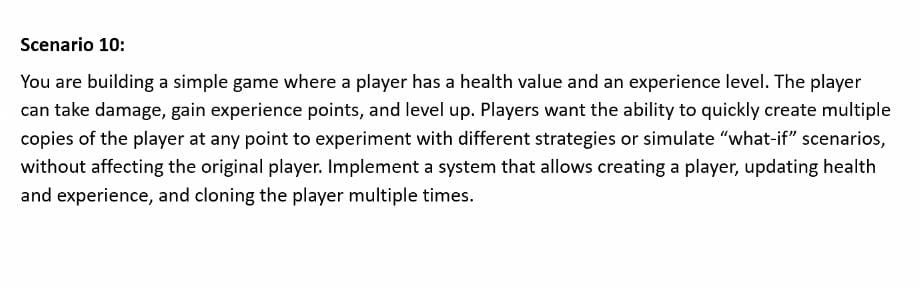 Scenario 10:
You are building a simple game where a player has a health value and an experience level. The player
can take damage, gain experience points, and level up. Players want the ability to quickly create multiple
copies of the player at any point to experiment with different strategies or simulate “what-if” scenarios,
without affecting the original player. Implement a system that allows creating a player, updating health
and experience, and cloning the player multiple times.